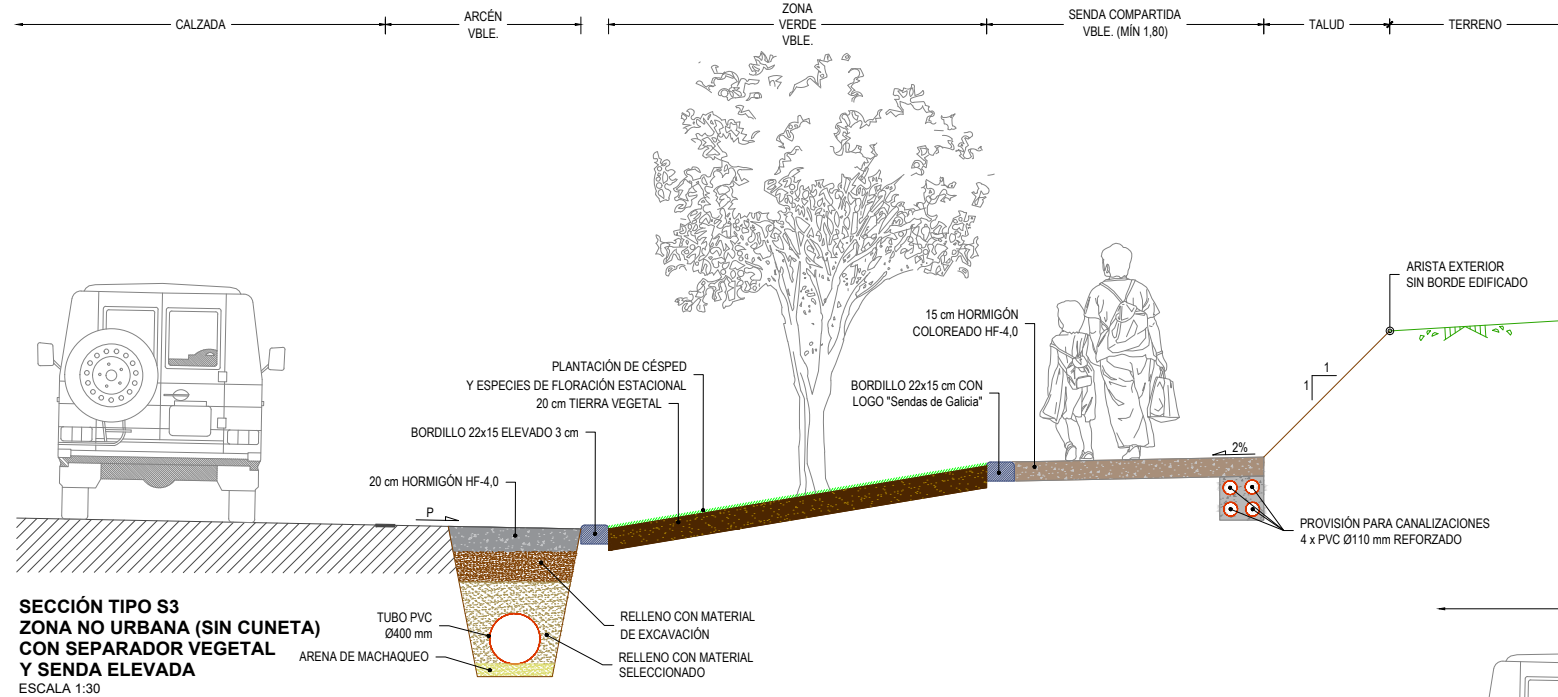 CALZADA
ARCÉN
VBLE.
ZONA
VERDE
VBLE.
SENDA COMPARTIDA
VBLE. (MÍN 1,80)
TALUD
TERRENO
ARISTA EXTERIOR
SIN BORDE EDIFICADO
15 cm HORMIGÓN
COLOREADO HF-4,0
1
1
PLANTACIÓN DE CÉSPED
Y ESPECIES DE FLORACIÓN ESTACIONAL
20 cm TIERRA VEGETAL
BORDILLO 22x15 cm CON
LOGO "Sendas de Galicia"
BORDILLO 22x15 ELEVADO 3 cm
2%
20 cm HORMIGÓN HF-4,0
P
PROVISIÓN PARA CANALIZACIONES
4 x PVC Ø110 mm REFORZADO
SECCIÓN TIPO S3
ZONA NO URBANA (SIN CUNETA)
CON SEPARADOR VEGETAL
Y SENDA ELEVADA
ESCALA 1:30
TUBO PVC
Ø400 mm
ARENA DE MACHAQUEO
RELLENO CON MATERIAL
DE EXCAVACIÓN
RELLENO CON MATERIAL
SELECCIONADO